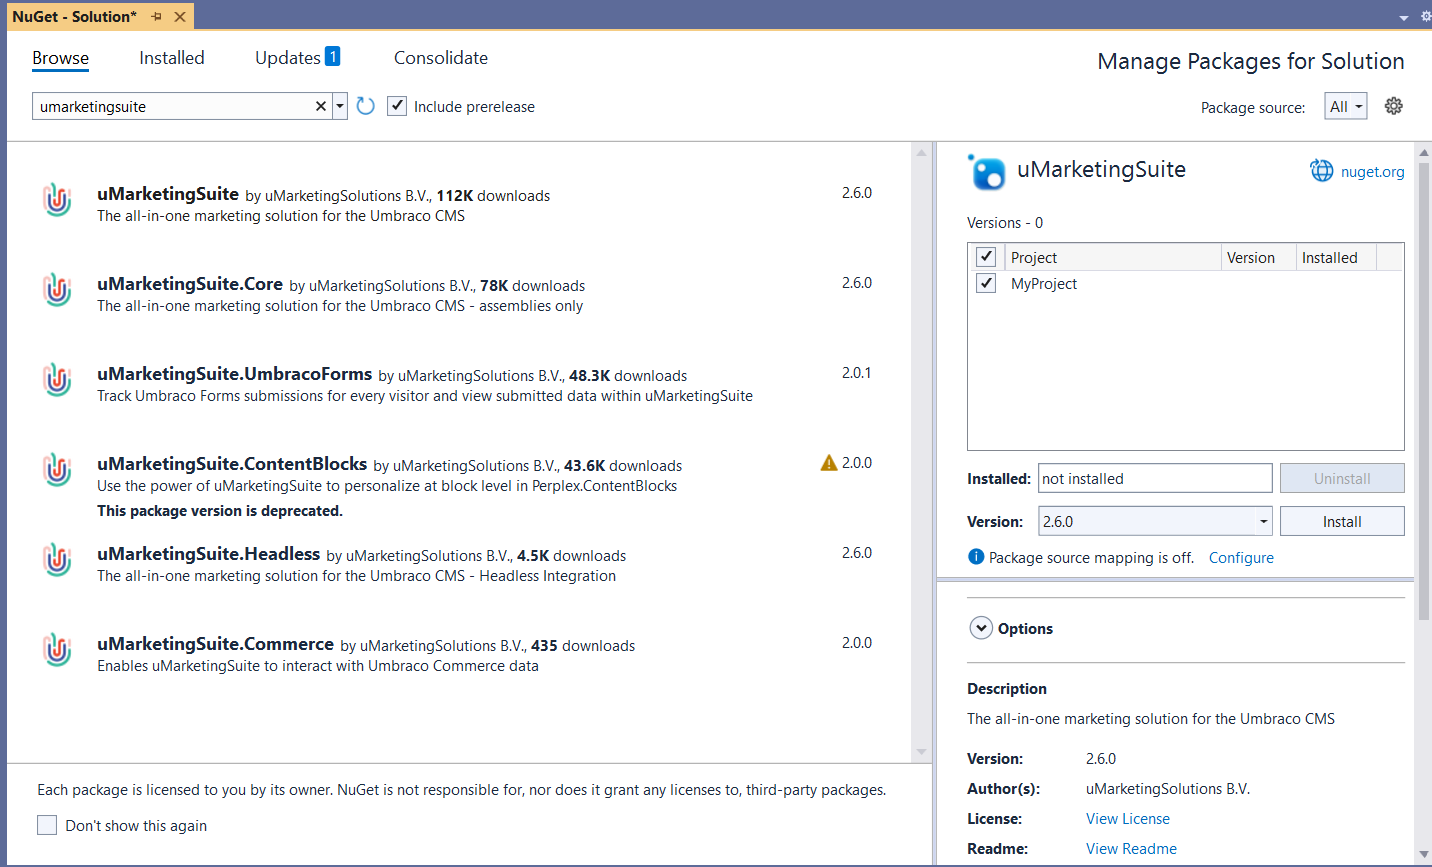 NuGet - Solution*
Browse Installed Updates 1 Consolidate
Manage Packages for Solution
umarketingsuite Include prerelease
Package source: All
uMarketingSuite by uMarketingSolutions B.V., 112K downloads 2.6.0
The all-in-one marketing solution for the Umbraco CMS
uMarketingSuite.Core by uMarketingSolutions B.V., 78K downloads 2.6.0
The all-in-one marketing solution for the Umbraco CMS - assemblies only
uMarketingSuite.UmbracoForms by uMarketingSolutions B.V., 48.3K downloads 2.0.1
Track Umbraco Forms submissions for every visitor and view submitted data within uMarketingSuite
uMarketingSuite.ContentBlocks by uMarketingSolutions B.V., 43.6K downloads 2.0.0
Use the power of uMarketingSuite to personalize at block level in Perplex.ContentBlocks
This package version is deprecated.
uMarketingSuite.Headless by uMarketingSolutions B.V., 4.5K downloads 2.6.0
The all-in-one marketing solution for the Umbraco CMS - Headless Integration
uMarketingSuite.Commerce by uMarketingSolutions B.V., 435 downloads 2.0.0
Enables uMarketingSuite to interact with Umbraco Commerce data
Each package is licensed to you by its owner. NuGet is not responsible for, nor does it grant any licenses to, third-party packages.
Don't show this again
uMarketingSuite nuget.org
Versions - 0
Project Version Installed
MyProject
Installed: not installed Uninstall
Version: 2.6.0 Install
Package source mapping is off. Configure
Options
Description
The all-in-one marketing solution for the Umbraco CMS
Version: 2.6.0
Author(s): uMarketingSolutions B.V.
License: View License
Readme: View Readme